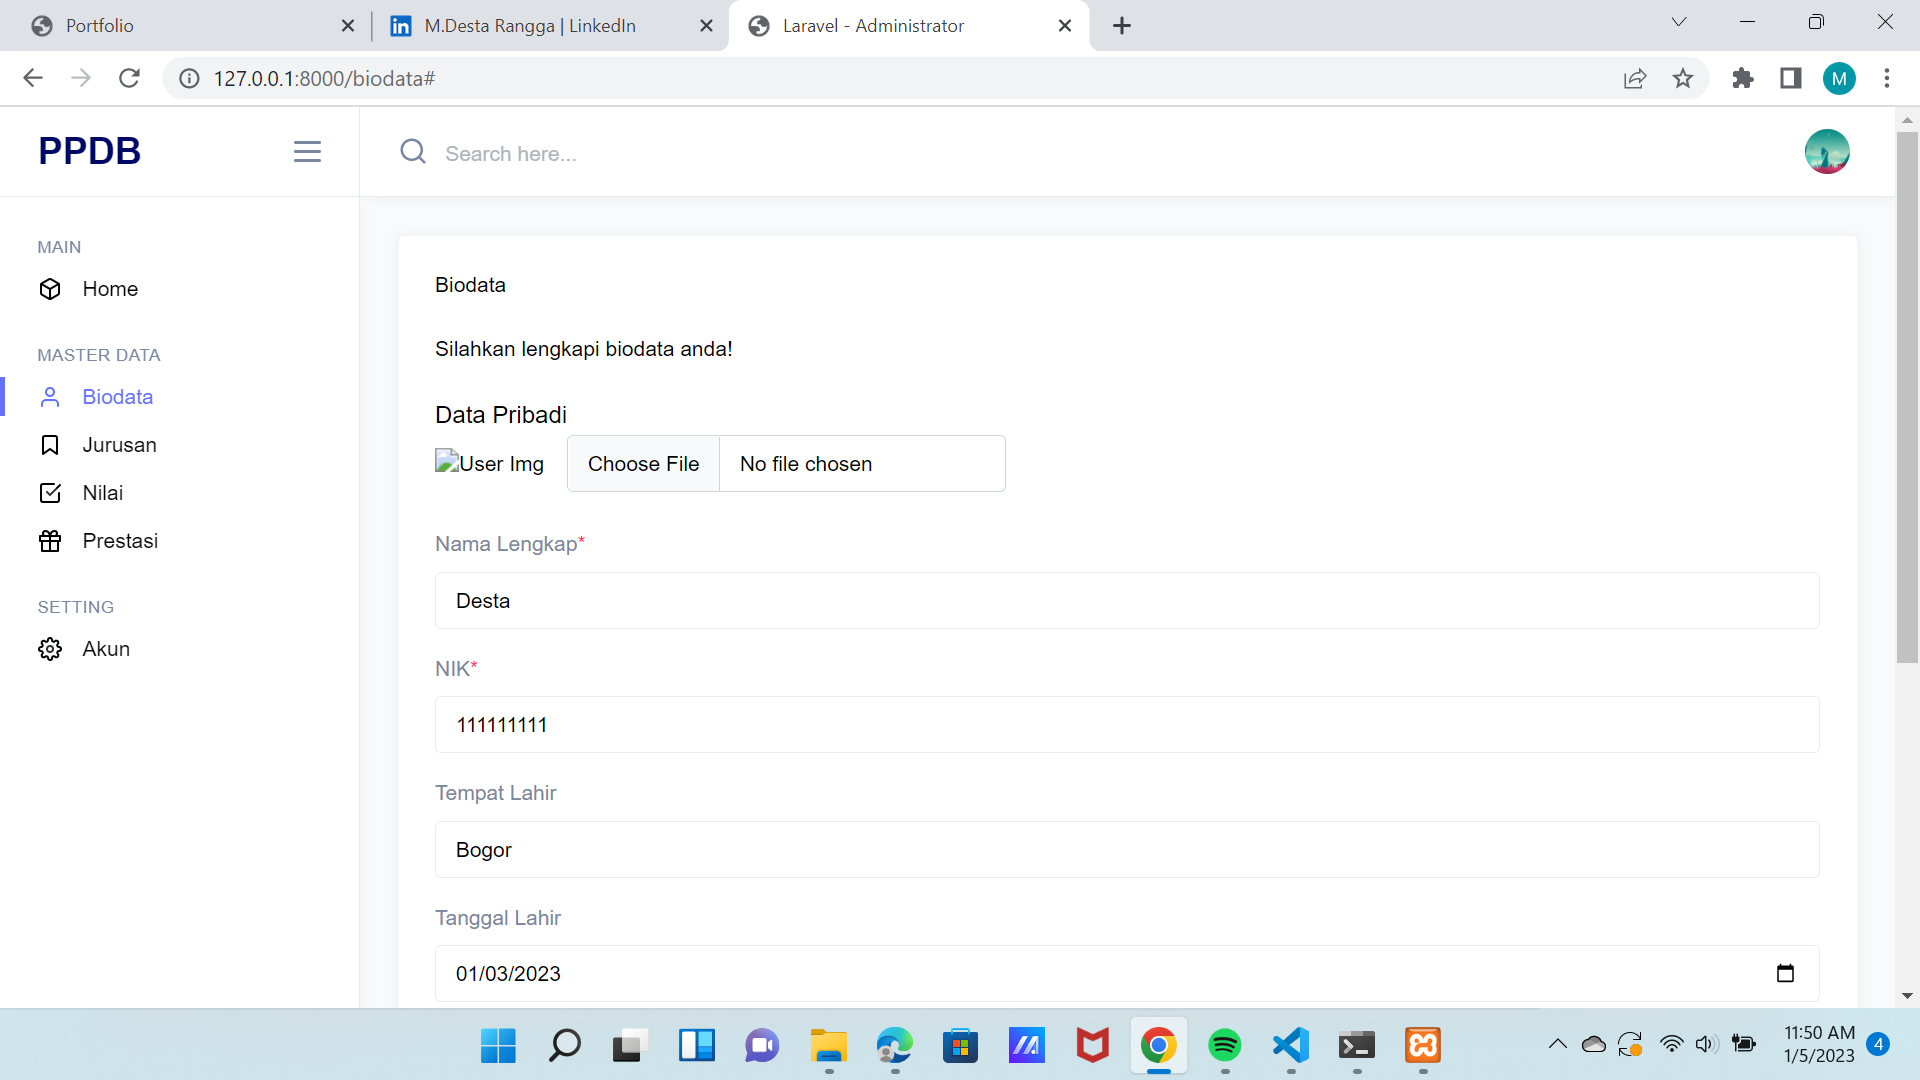 Portfolio
M.Desta Rangga | LinkedIn
Laravel - Administrator
127.0.0.1:8000/biodata#
M
PPDB
Search here...
MAIN
Home
MASTER DATA
Biodata
Jurusan
Nilai
Prestasi
SETTING
Akun
Biodata
Silahkan lengkapi biodata anda!
Data Pribadi
User Img
Choose File
No file chosen
Nama Lengkap*
Desta
NIK*
111111111
Tempat Lahir
Bogor
Tanggal Lahir
01/03/2023
11:50 AM
1/5/2023
4